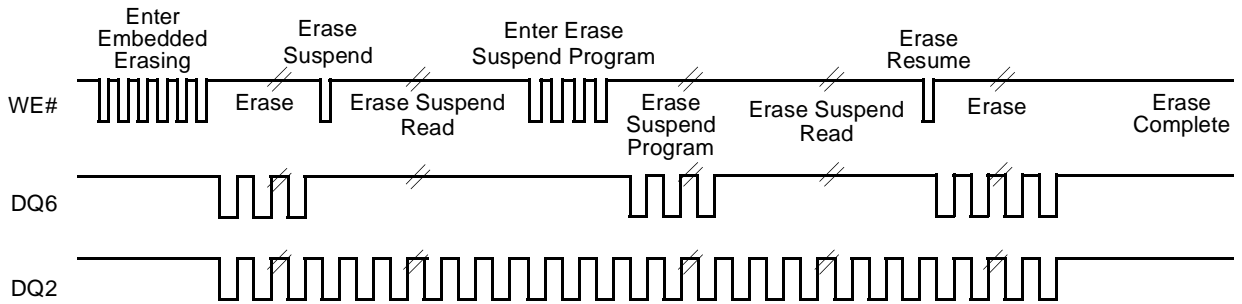 Enter
Embedded
Erasing
Erase
Suspend
Enter Erase
Suspend Program
Erase
Resume
WE#
Erase
Erase Suspend
Read
Erase
Suspend
Program
Erase Suspend
Read
Erase
Erase
Complete
DQ6
DQ2